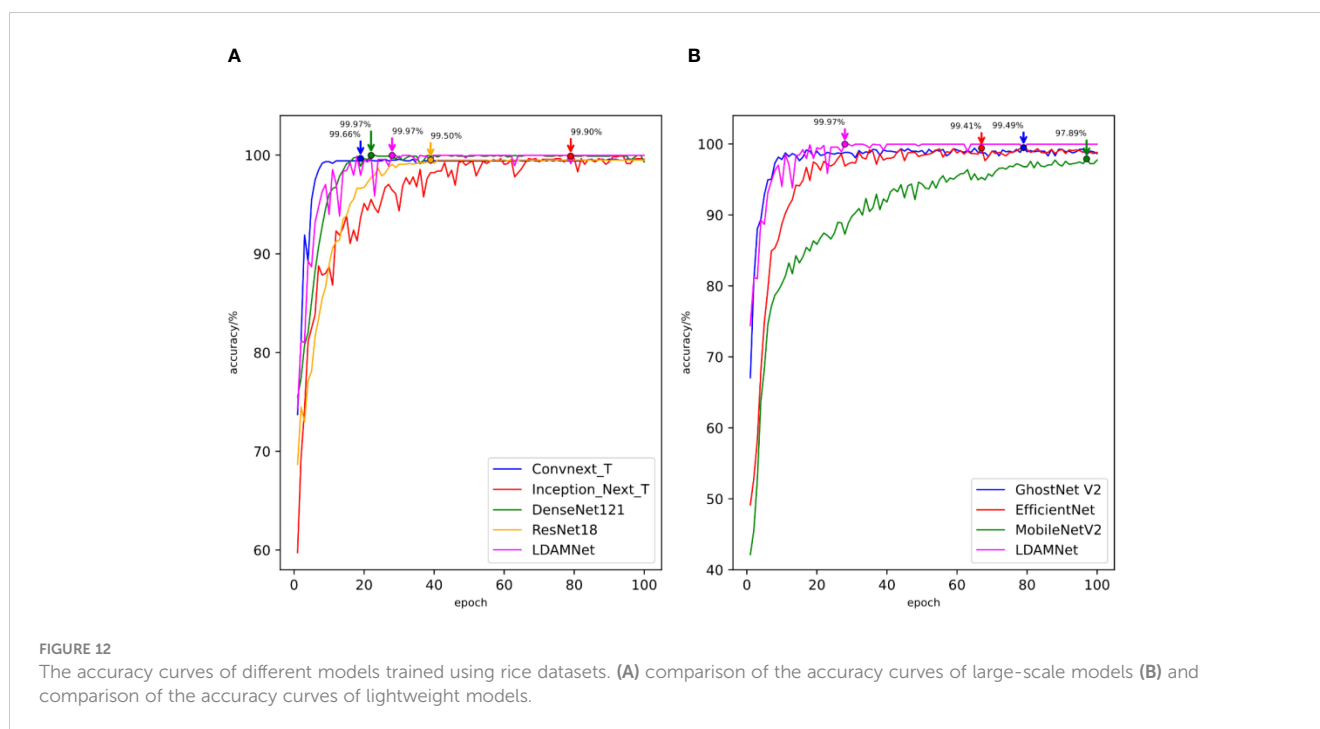 A
B
99.97%
99.66%
99.97%
99.50%
99.90%
100
90
80
70
60
accuracy/%
0
20
40
60
80
100
epoch
Convnext_T
Inception_Next_T
DenseNet121
ResNet18
LDAMNet
99.97%
99.41%
99.49%
97.89%
100
90
80
70
60
50
40
accuracy/%
0
20
40
60
80
100
epoch
GhostNet V2
EfficientNet
MobileNetV2
LDAMNet
FIGURE 12
The accuracy curves of different models trained using rice datasets. (A) comparison of the accuracy curves of large-scale models (B) and
comparison of the accuracy curves of lightweight models.